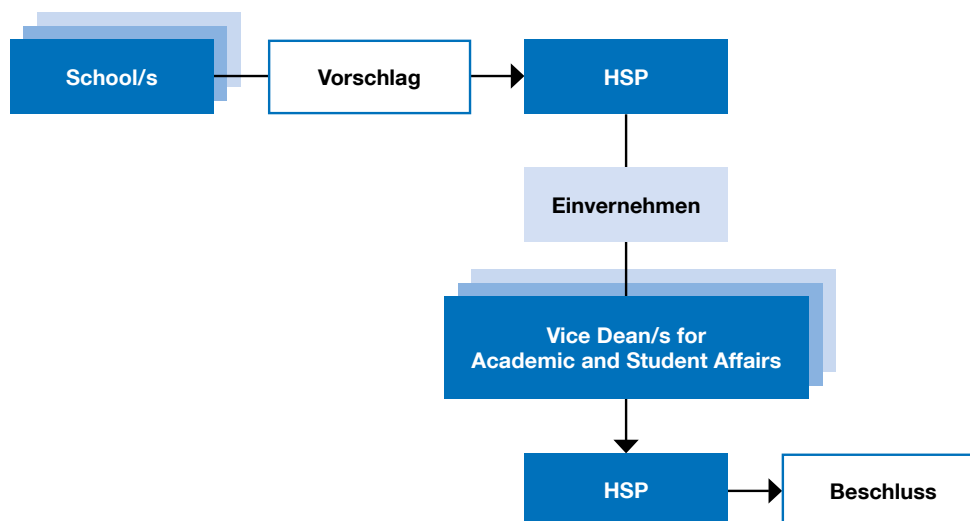 School/s
Vorschlag
HSP
Einvernehmen
Vice Dean/s for
Academic and Student Affairs
HSP
Beschluss